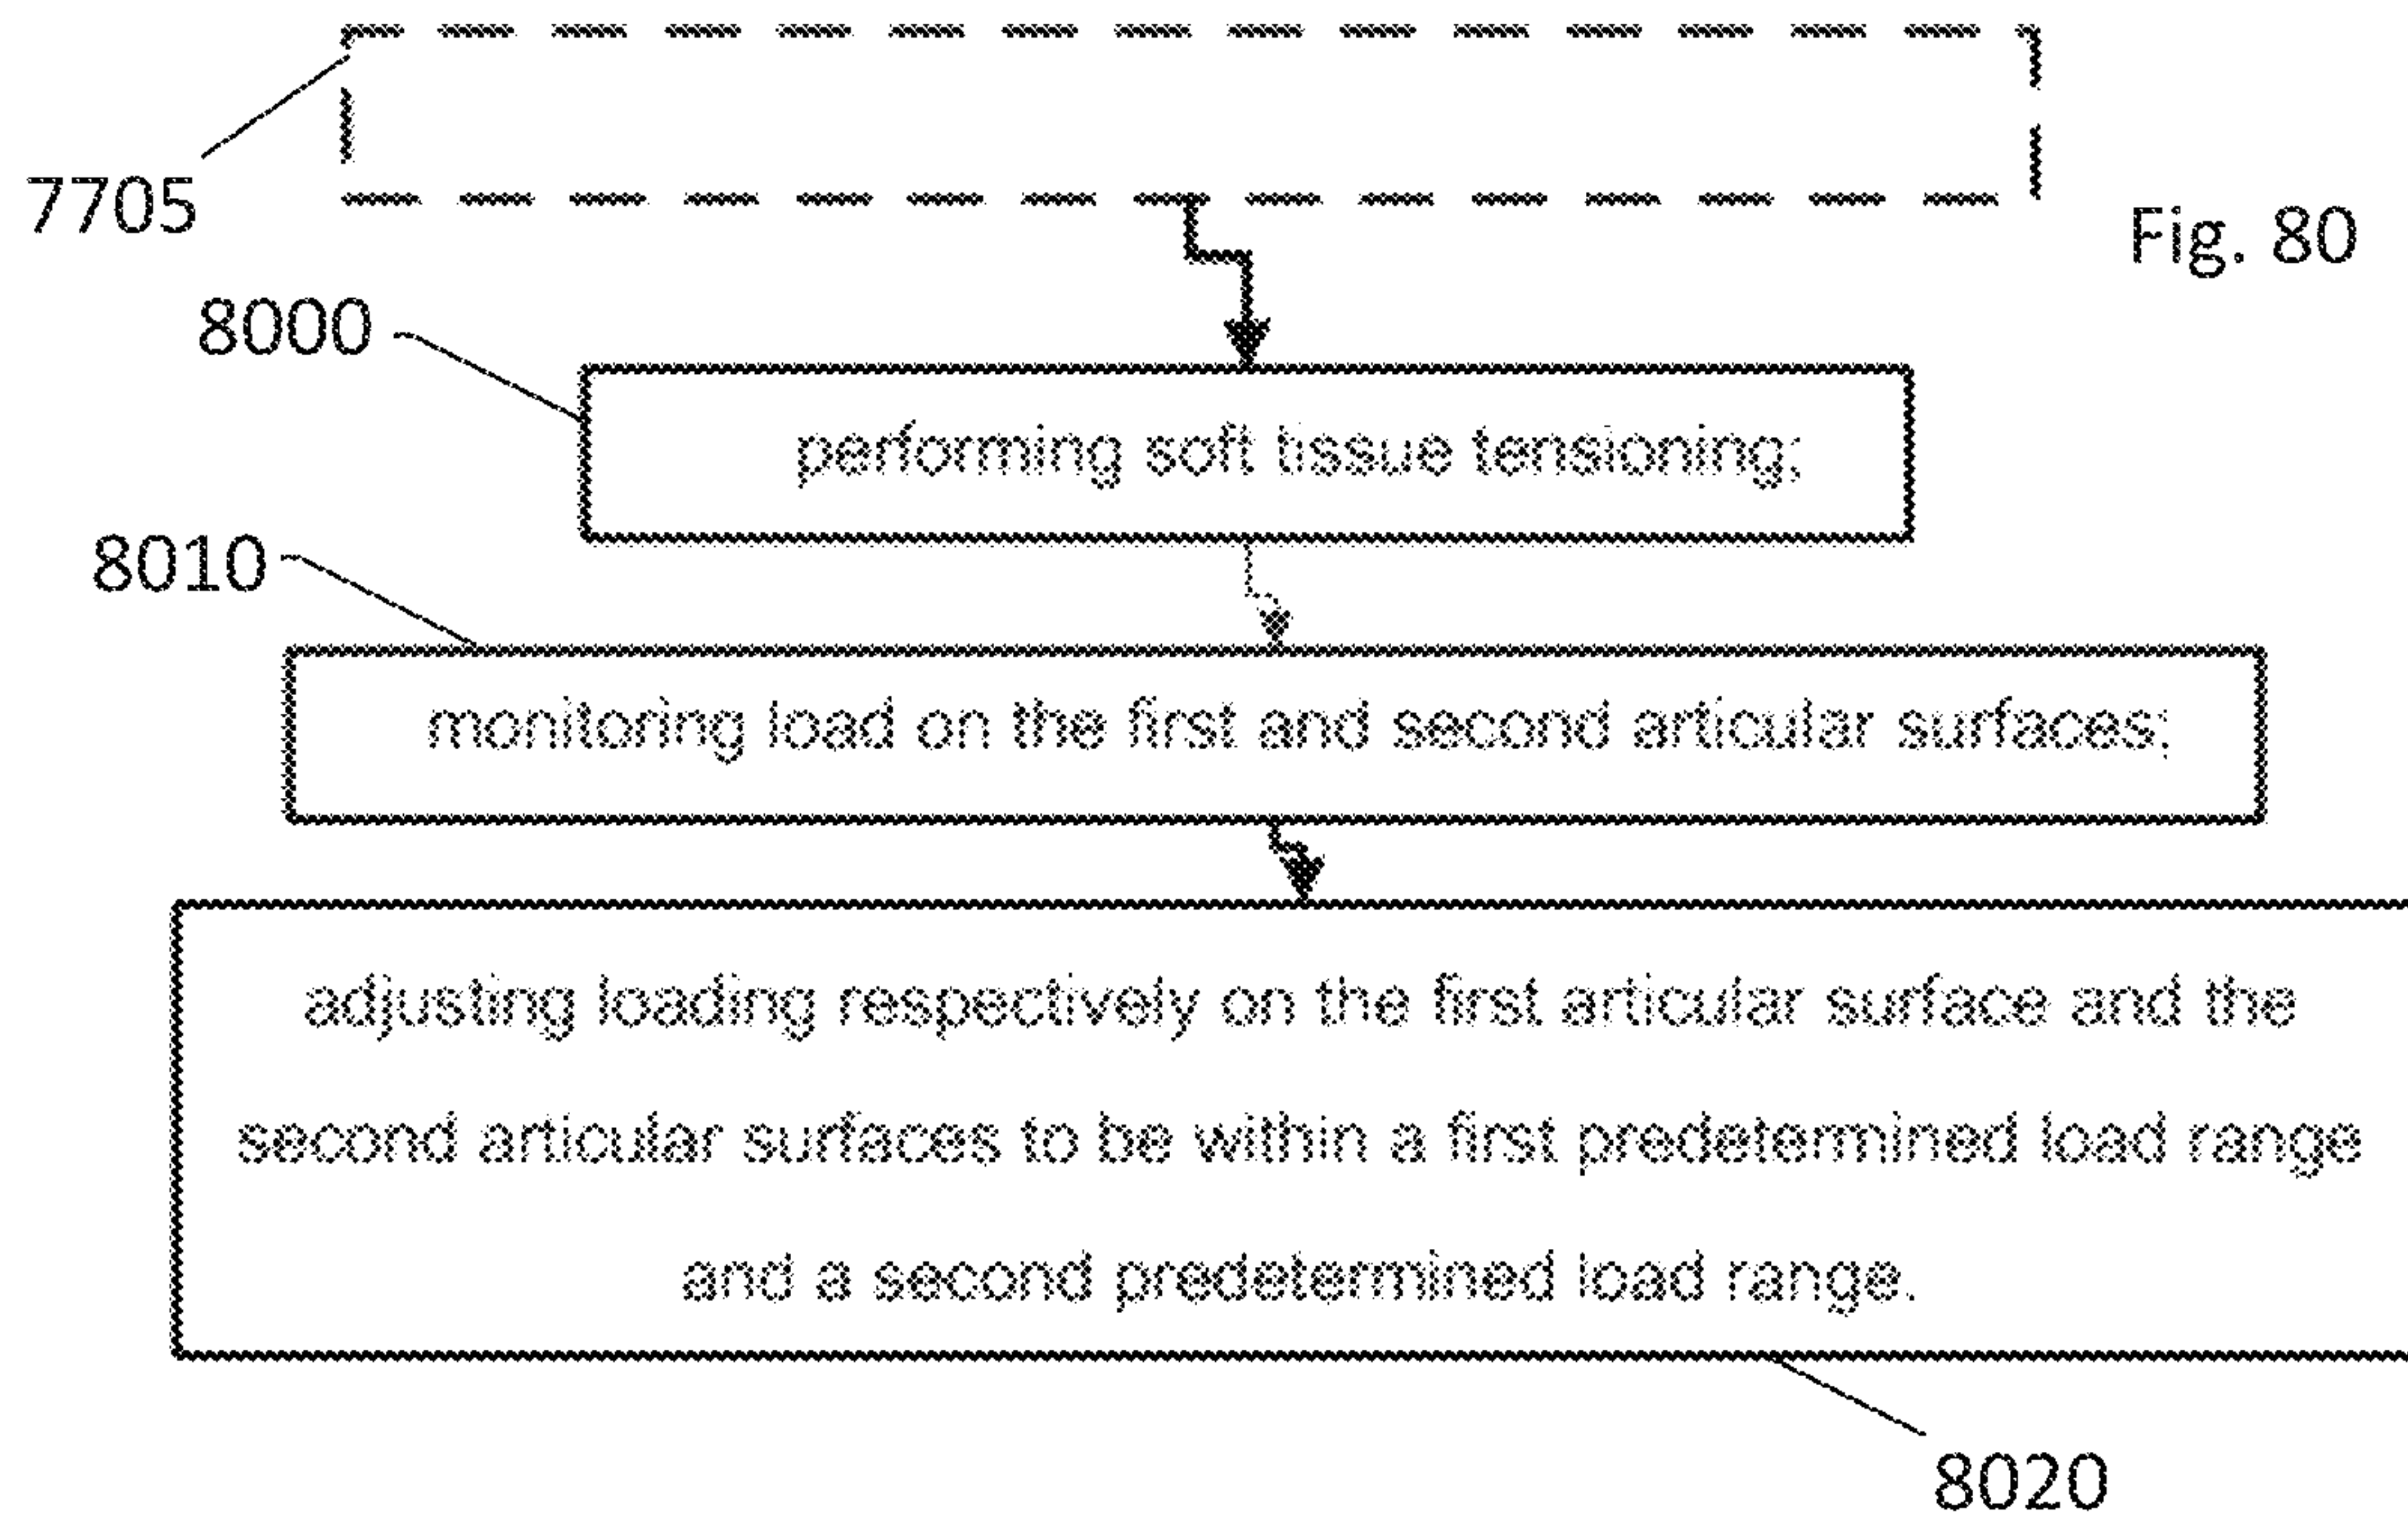 7705
Fig. 80
8000
performing soft tissue tensioning;
8010
monitoring load on the first and second articular surfaces;
adjusting loading respectively on the first articular surface and the
second articular surfaces to be within a first predetermined load range
and a second predetermined load range.
8020